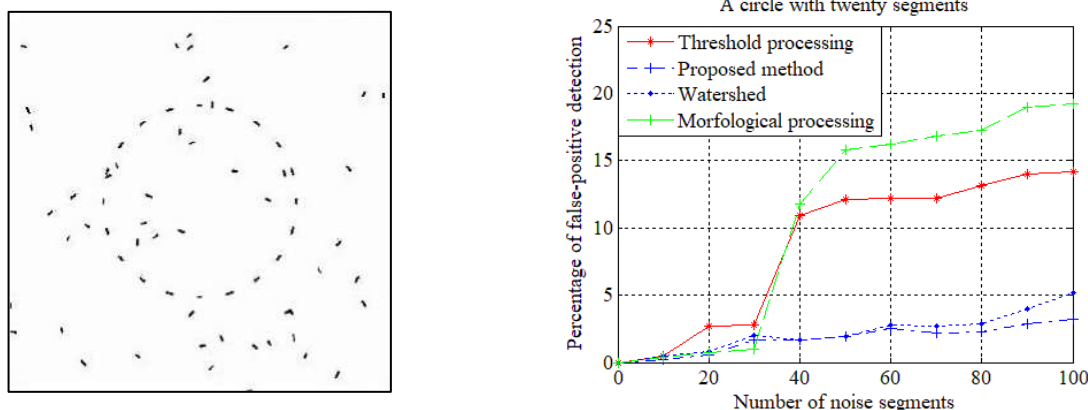 A circle with twenty segments
25
20
15
10
5
0
Percentage of false-positive detection
Threshold processing
Proposed method
Watershed
Morfological processing
0 20 40 60 80 100
Number of noise segments